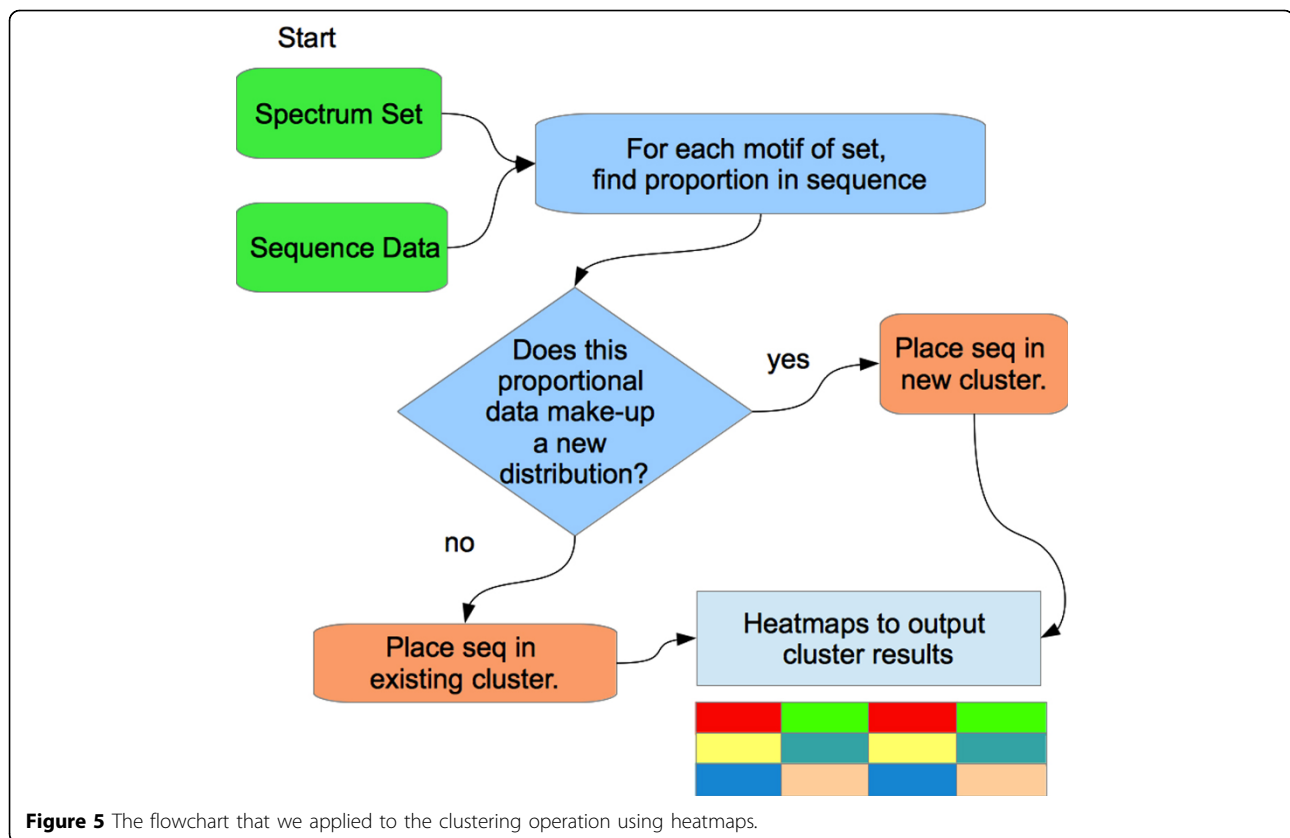 Start
Spectrum Set
Sequence Data
For each motif of set,
find proportion in sequence
Does this
proportional
data make-up
a new
distribution?
yes
Place seq in
new cluster.
no
Place seq in
existing cluster.
Heatmaps to output
cluster results
Figure 5 The flowchart that we applied to the clustering operation using heatmaps.